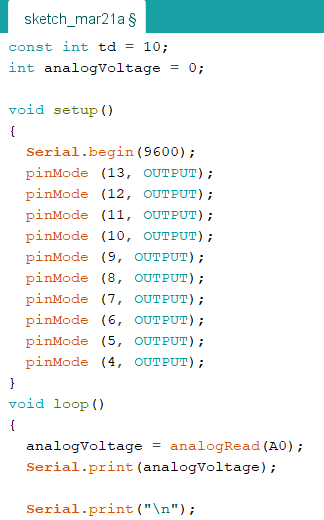 sketch_mar21a §
const int td = 10;
int analogVoltage = 0;
void setup()
{
Serial.begin(9600);
pinMode (13, OUTPUT);
pinMode (12, OUTPUT);
pinMode (11, OUTPUT);
pinMode (10, OUTPUT);
pinMode (9, OUTPUT);
pinMode (8, OUTPUT);
pinMode (7, OUTPUT);
pinMode (6, OUTPUT);
pinMode (5, OUTPUT);
pinMode (4, OUTPUT);
}
void loop()
{
analogVoltage = analogRead(A0);
Serial.print(analogVoltage);
Serial.print("\n");